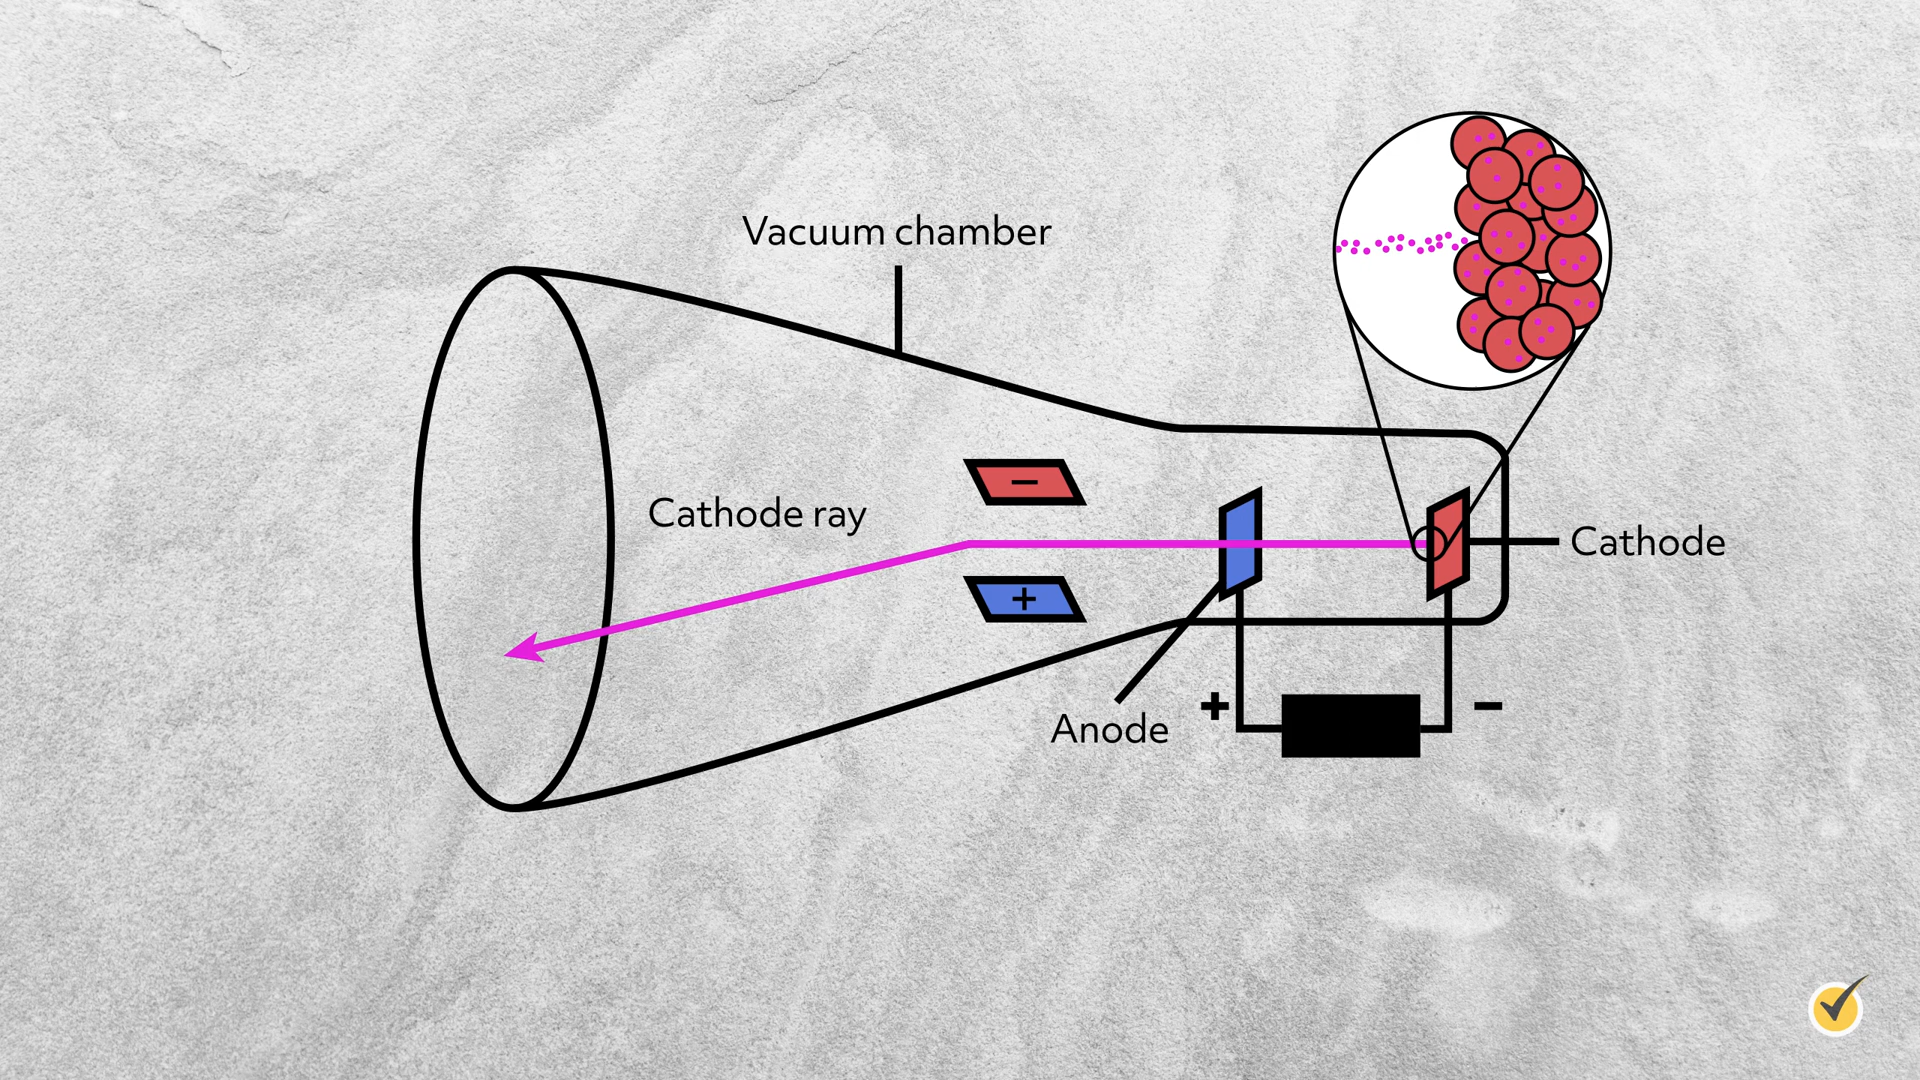 Vacuum chamber
−
Cathode ray
Cathode
+
Anode
+
−